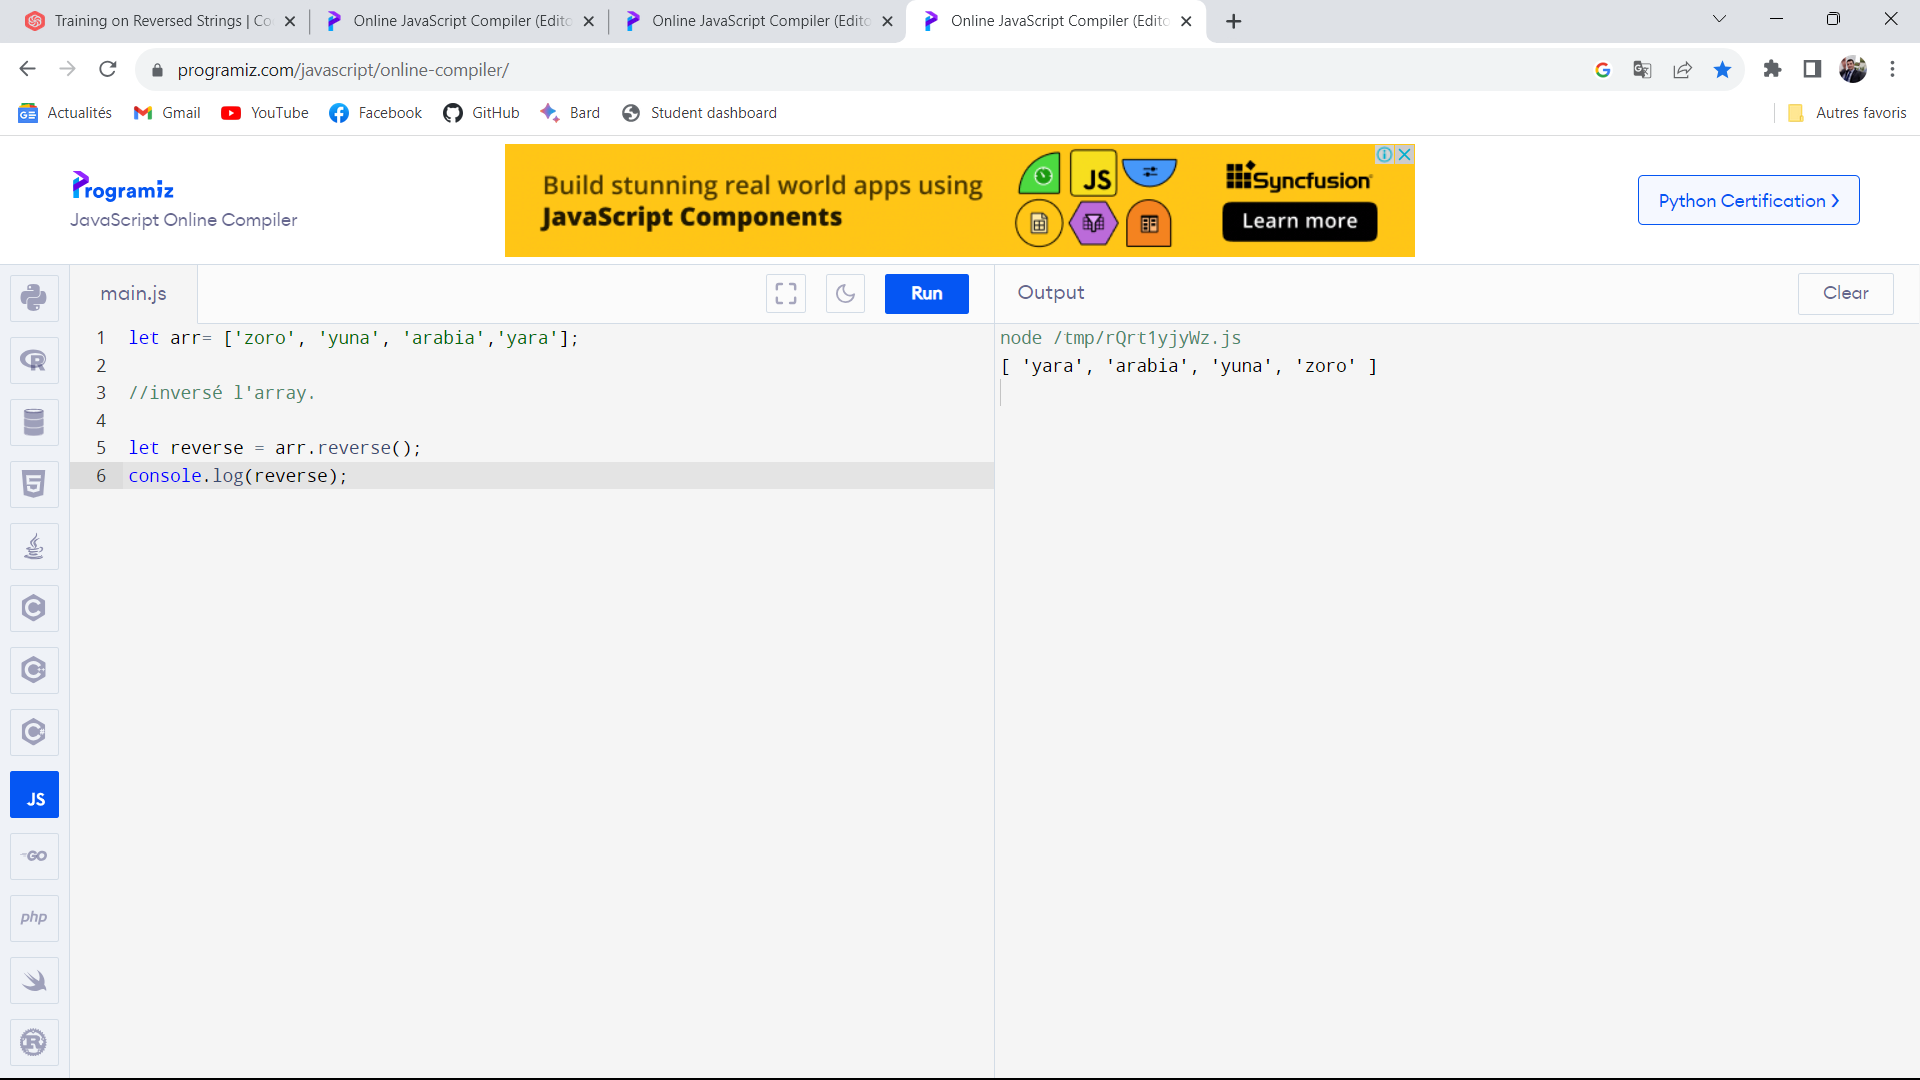 Training on Reversed Strings | Co
Online JavaScript Compiler (Edito
Online JavaScript Compiler (Edito
Online JavaScript Compiler (Edito
programiz.com/javascript/online-compiler/
Actualités
Gmail
YouTube
Facebook
GitHub
Bard
Student dashboard
Autres favoris
Programiz
JavaScript Online Compiler
Build stunning real world apps using
JavaScript Components
JS
Syncfusion
Learn more
Python Certification
main.js
Run
Output
Clear
1 let arr= ['zoro', 'yuna', 'arabia','yara'];
2
3 //inversé l'array.
4
5 let reverse = arr.reverse();
6 console.log(reverse);
node /tmp/rQrt1yjyWz.js
[ 'yara', 'arabia', 'yuna', 'zoro' ]
JS
GO
php